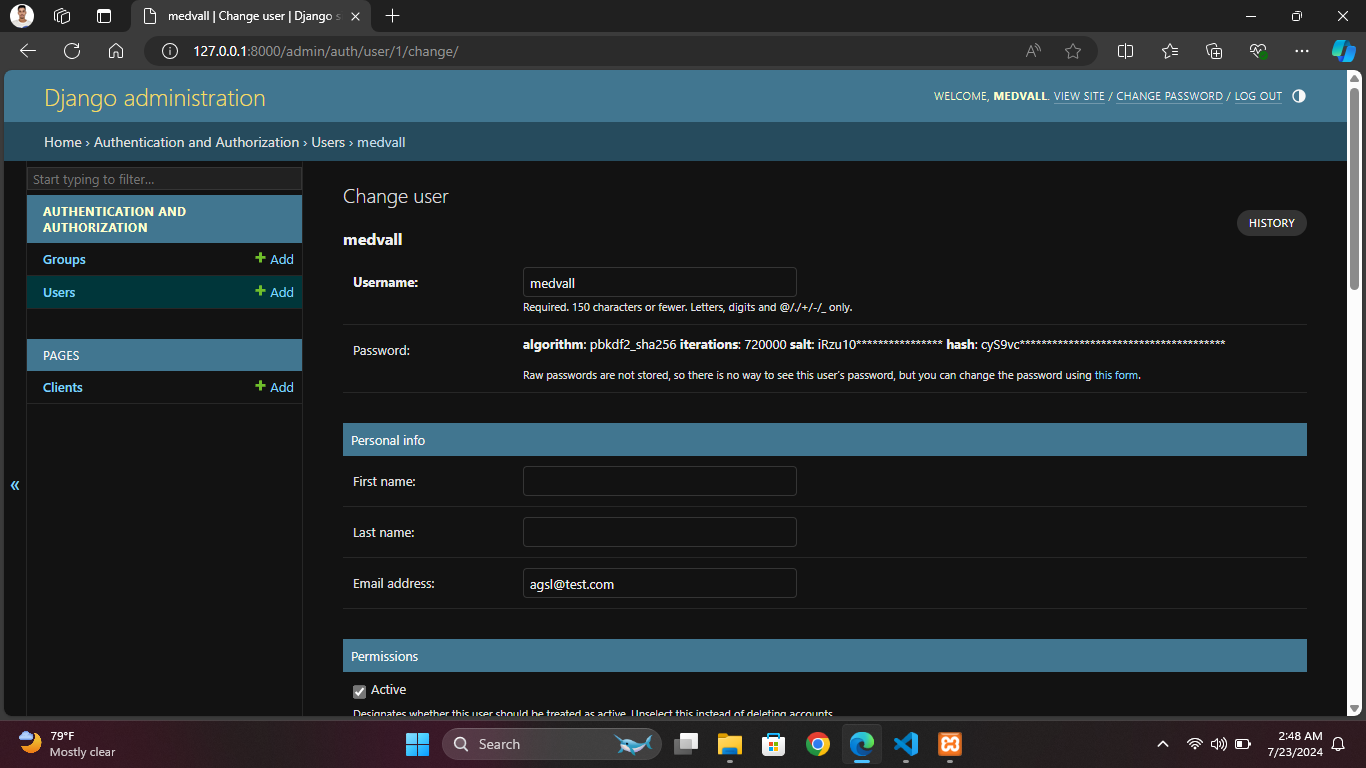 medvall | Change user | Django s
127.0.0.1:8000/admin/auth/user/1/change/
Django administration
WELCOME, MEDVALL. VIEW SITE / CHANGE PASSWORD / LOG OUT
Home › Authentication and Authorization › Users › medvall
Start typing to filter...
AUTHENTICATION AND
AUTHORIZATION
Groups + Add
Users + Add
PAGES
Clients + Add
«
Change user
HISTORY
medvall
Username: medvall
Required. 150 characters or fewer. Letters, digits and @/./+/-/_ only.
Password: algorithm: pbkdf2_sha256 iterations: 720000 salt: iRzu10**************** hash: cyS9vc**************************************
Raw passwords are not stored, so there is no way to see this user's password, but you can change the password using this form.
Personal info
First name:
Last name:
Email address: agsl@test.com
Permissions
Active
Designates whether this user should be treated as active. Unselect this instead of deleting accounts.
79°F
Mostly clear
Search
2:48 AM
7/23/2024